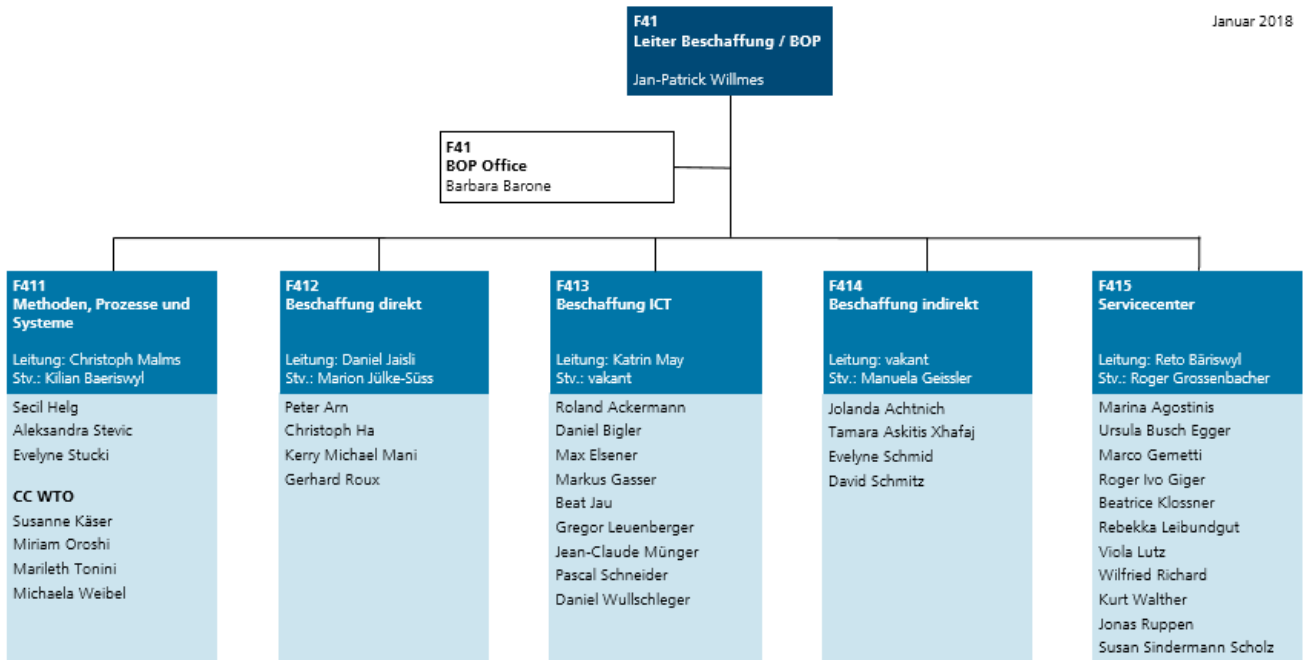 Januar 2018
F41
Leiter Beschaffung / BOP
Jan-Patrick Willmes
F41
BOP Office
Barbara Barone
F411
Methoden, Prozesse und
Systeme
Leitung: Christoph Malms
Stv.: Kilian Baeriswyl
Secil Helg
Aleksandra Stevic
Evelyne Stucki
CC WTO
Susanne Käser
Miriam Oroshi
Marileth Tonini
Michaela Weibel
F412
Beschaffung direkt
Leitung: Daniel Jaisli
Stv.: Marion Jülke-Süss
Peter Arn
Christoph Ha
Kerry Michael Mani
Gerhard Roux
F413
Beschaffung ICT
Leitung: Katrin May
Stv.: vakant
Roland Ackermann
Daniel Bigler
Max Elsener
Markus Gasser
Beat Jau
Gregor Leuenberger
Jean-Claude Münger
Pascal Schneider
Daniel Wullschleger
F414
Beschaffung indirekt
Leitung: vakant
Stv.: Manuela Geissler
Jolanda Achtnich
Tamara Askitis Xhafaj
Evelyne Schmid
David Schmitz
F415
Servicecenter
Leitung: Reto Bäriswyl
Stv.: Roger Grossenbacher
Marina Agostinis
Ursula Busch Egger
Marco Gemetti
Roger Ivo Giger
Beatrice Klossner
Rebekka Leibundgut
Viola Lutz
Wilfried Richard
Kurt Walther
Jonas Ruppen
Susan Sindermann Scholz